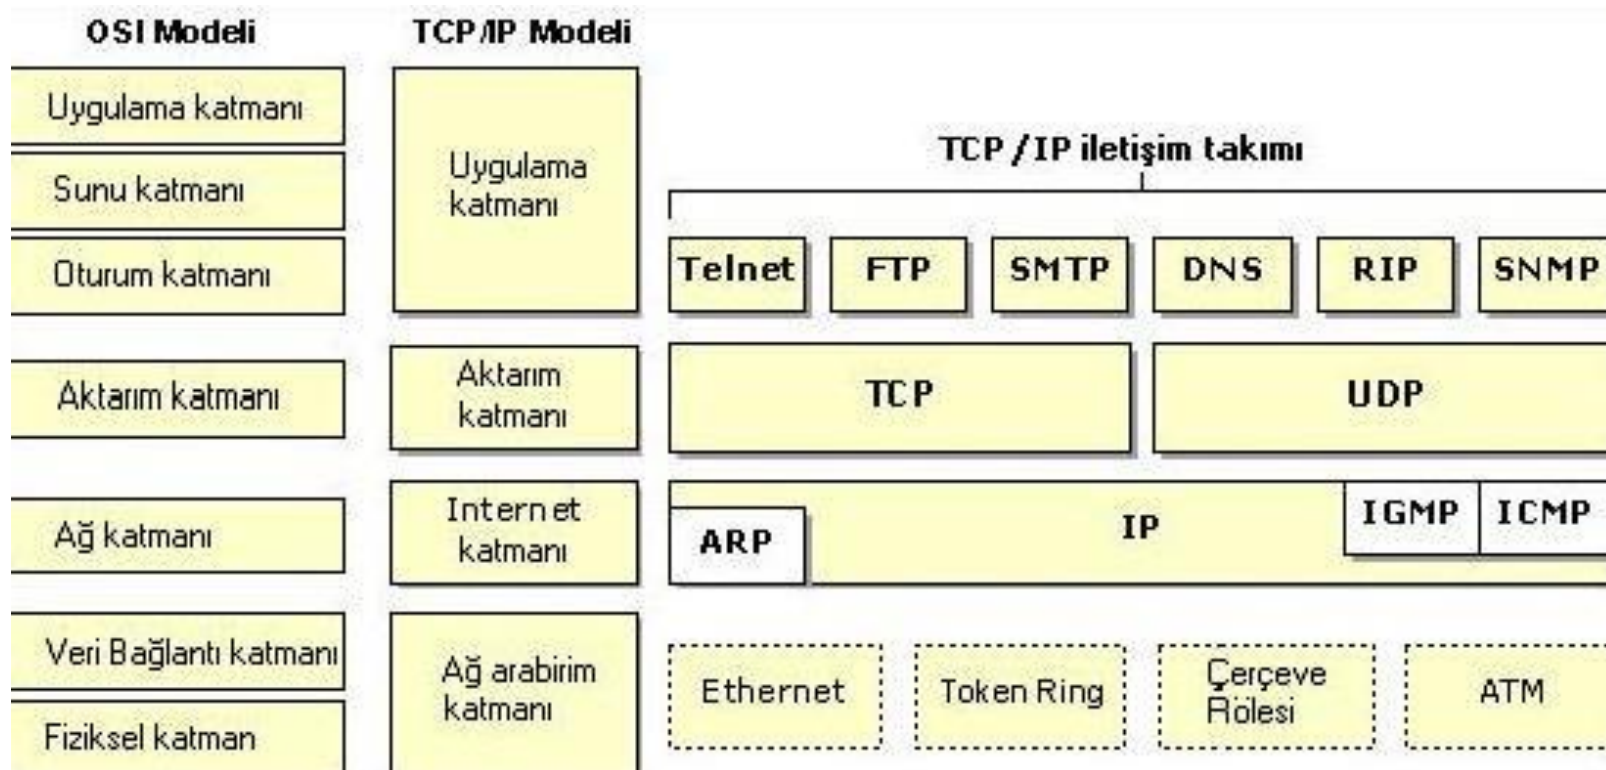 OSI Modeli
TCP/IP Modeli
Uygulama katmanı
Sunu katmanı
Oturum katmanı
Aktarım katmanı
Ağ katmanı
Veri Bağlantı katmanı
Fiziksel katman
Uygulama
katmanı
Aktarım
katmanı
Internet
katmanı
Ağ arabirim
katmanı
TCP/IP iletişim takımı
Telnet
FTP
SMTP
DNS
RIP
SNMP
TCP
UDP
ARP
IP
IGMP
ICMP
Ethernet
Token Ring
Çerçeve
Rölesi
ATM